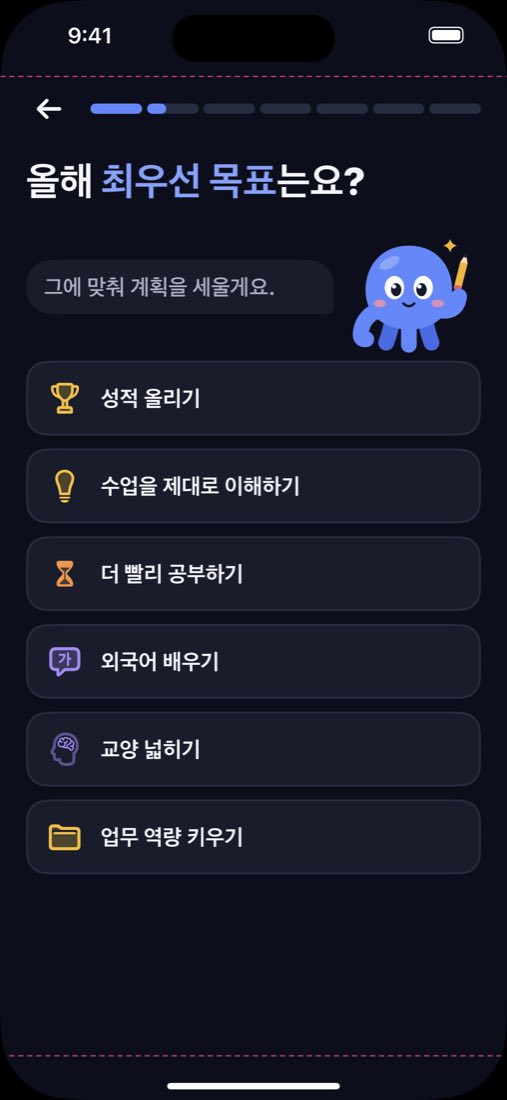 9:41
올해 최우선 목표는요?
그에 맞춰 계획을 세울게요.
성적 올리기
수업을 제대로 이해하기
더 빨리 공부하기
가
외국어 배우기
교양 넓히기
업무 역량 키우기